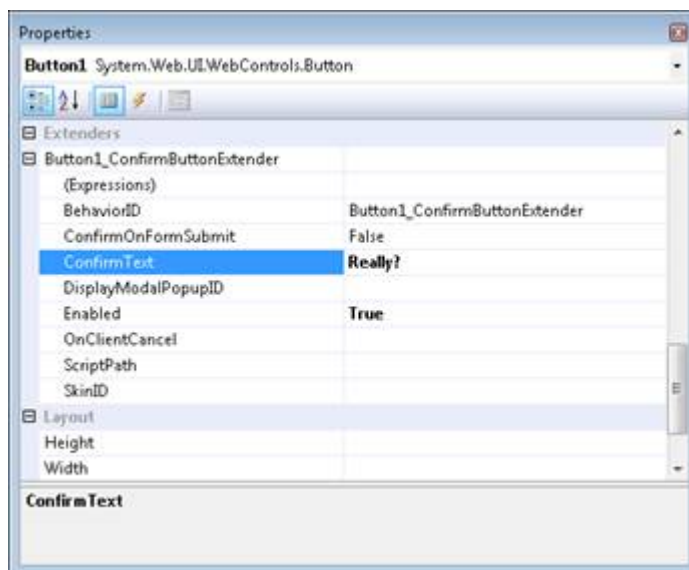 Properties
Button1 System.Web.UI.WebControls.Button
Extenders
Button1_ConfirmButtonExtender
(Expressions)
BehaviorID Button1_ConfirmButtonExtender
ConfirmOnFormSubmit False
ConfirmText Really?
DisplayModalPopupID
Enabled True
OnClientCancel
ScriptPath
SkinID
Layout
Height
Width
ConfirmText